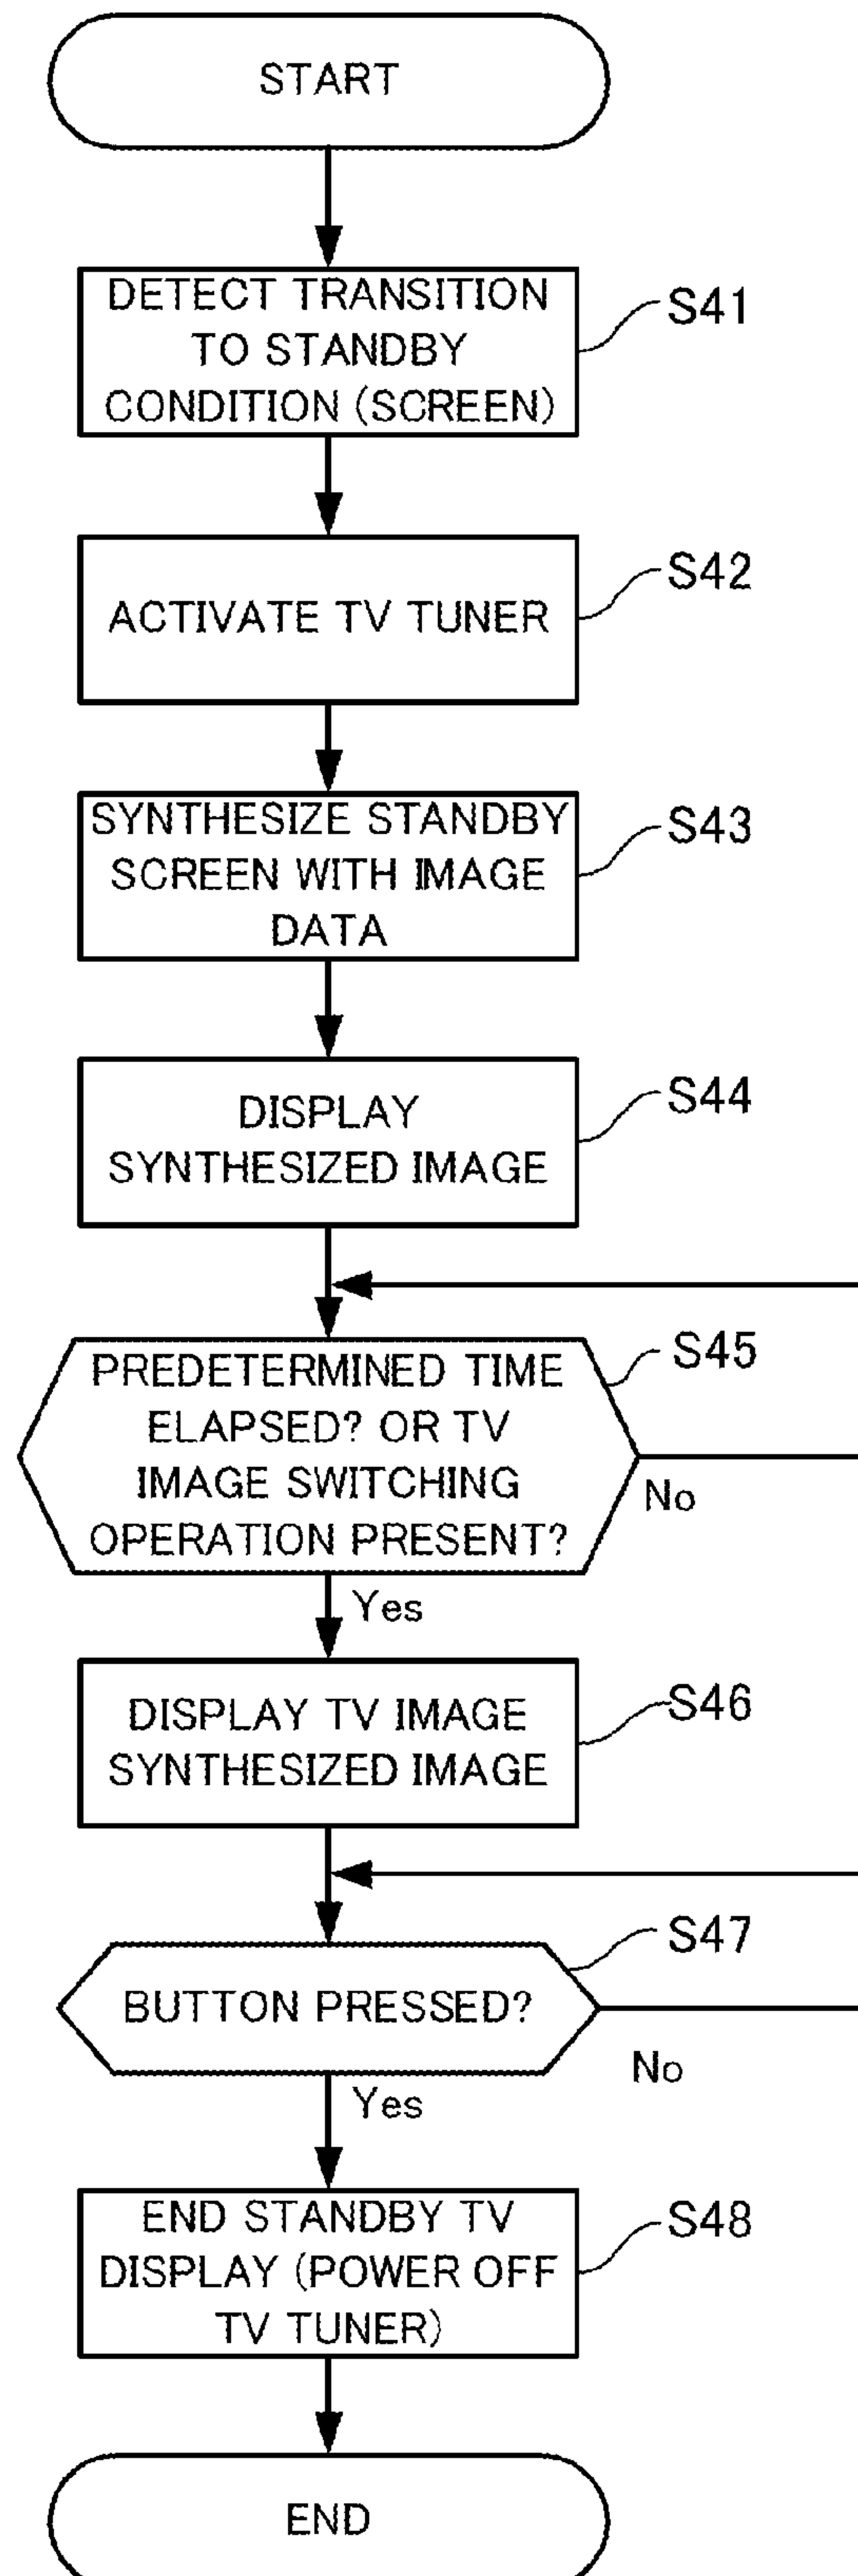 START
DETECT TRANSITION
TO STANDBY
CONDITION (SCREEN)
S41
ACTIVATE TV TUNER
S42
SYNTHESIZE STANDBY
SCREEN WITH IMAGE
DATA
S43
DISPLAY
SYNTHESIZED IMAGE
S44
PREDETERMINED TIME
ELAPSED? OR TV
IMAGE SWITCHING
OPERATION PRESENT?
S45
No
Yes
DISPLAY TV IMAGE
SYNTHESIZED IMAGE
S46
BUTTON PRESSED?
S47
No
Yes
END STANDBY TV
DISPLAY (POWER OFF
TV TUNER)
S48
END